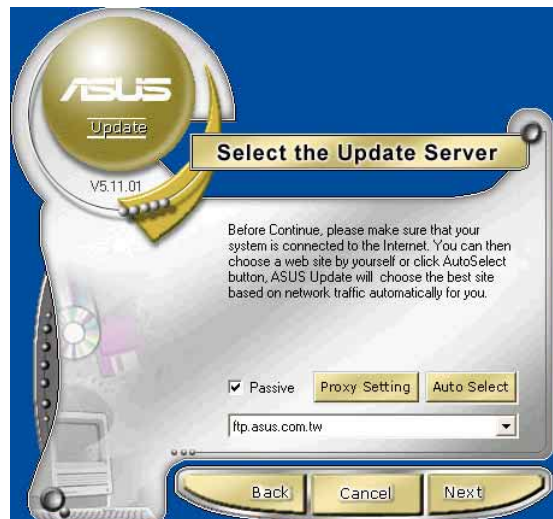 ASUS
Update
V5.11.01
Select the Update Server
Before Continue, please make sure that your
system is connected to the Internet. You can then
choose a web site by yourself or click AutoSelect
button, ASUS Update will choose the best site
based on network traffic automatically for you.
Passive
Proxy Setting
Auto Select
ftp.asus.com.tw
Back
Cancel
Next